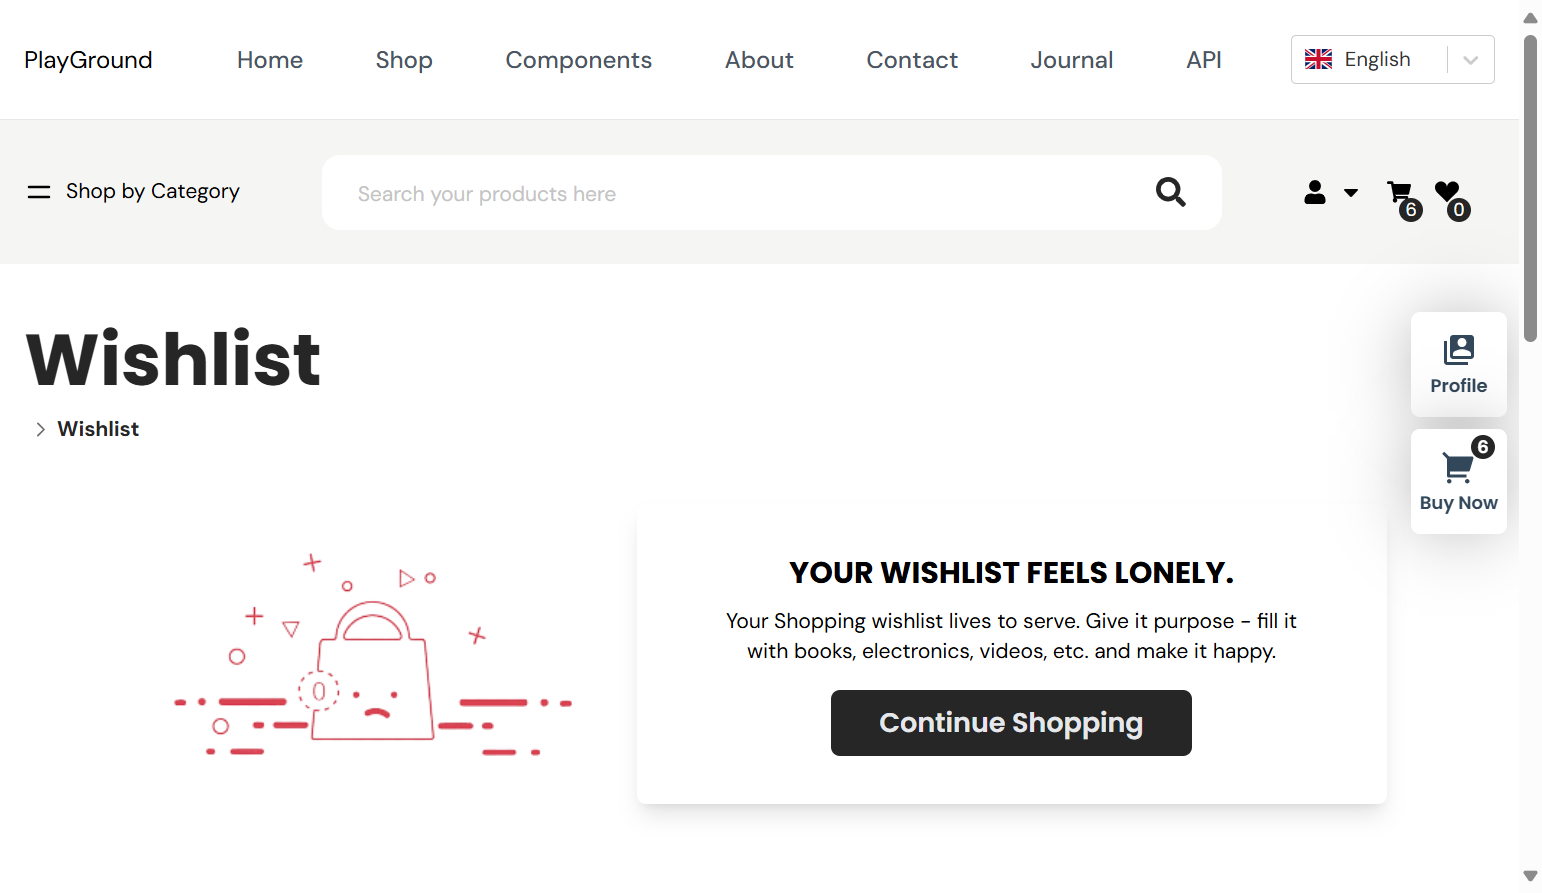 PlayGround
Home
Shop
Components
About
Contact
Journal
API
English
Shop by Category
Search your products here
6
0
Wishlist
Wishlist
Profile
6
Buy Now
0
YOUR WISHLIST FEELS LONELY.
Your Shopping wishlist lives to serve. Give it purpose - fill it
with books, electronics, videos, etc. and make it happy.
Continue Shopping